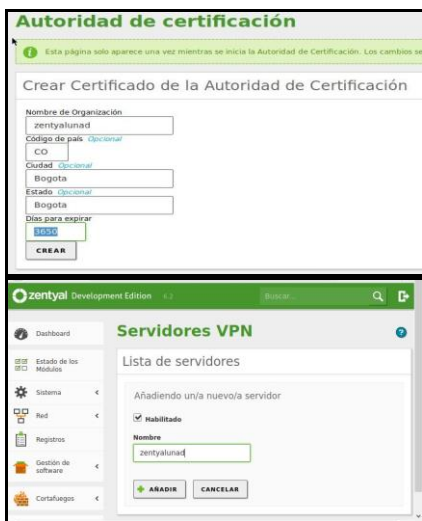 Autoridad de certificación
Esta página solo aparece una vez mientras se inicia la Autoridad de Certificación. Los cambios se
Crear Certificado de la Autoridad de Certificación
Nombre de Organización
zentyalunad
Código de país Opcional
CO
Ciudad Opcional
Bogota
Estado Opcional
Bogota
Días para expirar
3650
CREAR
zentyal Development Edition 6.2 Buscar...
Servidores VPN
Dashboard
Estado de los
Módulos
Sistema
Red
Registros
Gestión de
software
Cortafuegos
Lista de servidores
Añadiendo un/a nuevo/a servidor
Habilitado
Nombre
zentyalunad
AÑADIR CANCELAR